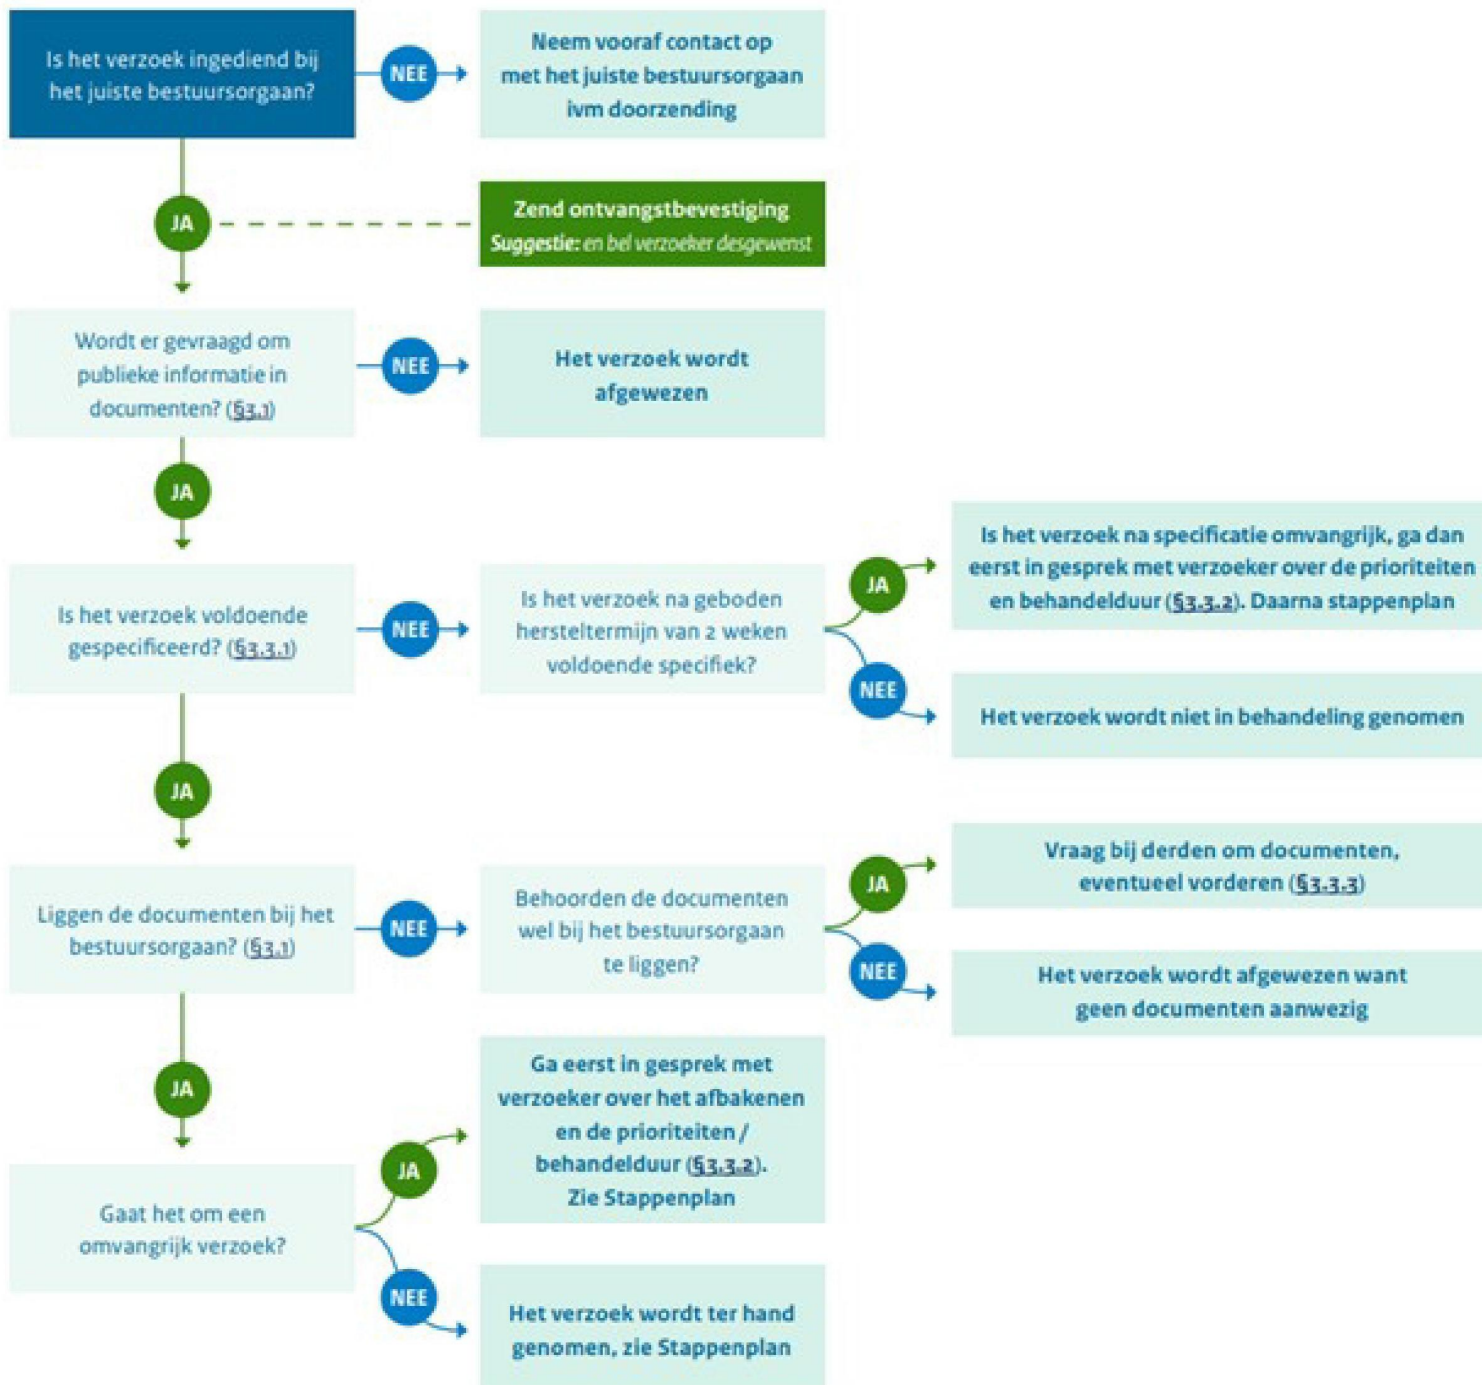 Is het verzoek ingediend bij
het juiste bestuursorgaan?
NEE
Neem vooraf contact op
met het juiste bestuursorgaan
ivm doorzending
JA
Zend ontvangstbevestiging
Suggestie: en bel verzoeker desgewenst
Wordt er gevraagd om
publieke informatie in
documenten? (§3.1)
NEE
Het verzoek wordt
afgewezen
JA
Is het verzoek voldoende
gespecificeerd? (§3.3.1)
NEE
Is het verzoek na geboden
hersteltermijn van 2 weken
voldoende specifiek?
JA
Is het verzoek na specificatie omvangrijk, ga dan
eerst in gesprek met verzoeker over de prioriteiten
en behandelduur (§3.3.2). Daarna stappenplan
NEE
Het verzoek wordt niet in behandeling genomen
JA
Liggen de documenten bij het
bestuursorgaan? (§3.1)
NEE
Behoorden de documenten
wel bij het bestuursorgaan
te liggen?
JA
Vraag bij derden om documenten,
eventueel vorderen (§3.3.3)
NEE
Het verzoek wordt afgewezen want
geen documenten aanwezig
JA
Gaat het om een
omvangrijk verzoek?
JA
Ga eerst in gesprek met
verzoeker over het afbakenen
en de prioriteiten /
behandelduur (§3.3.2).
Zie Stappenplan
NEE
Het verzoek wordt ter hand
genomen, zie Stappenplan